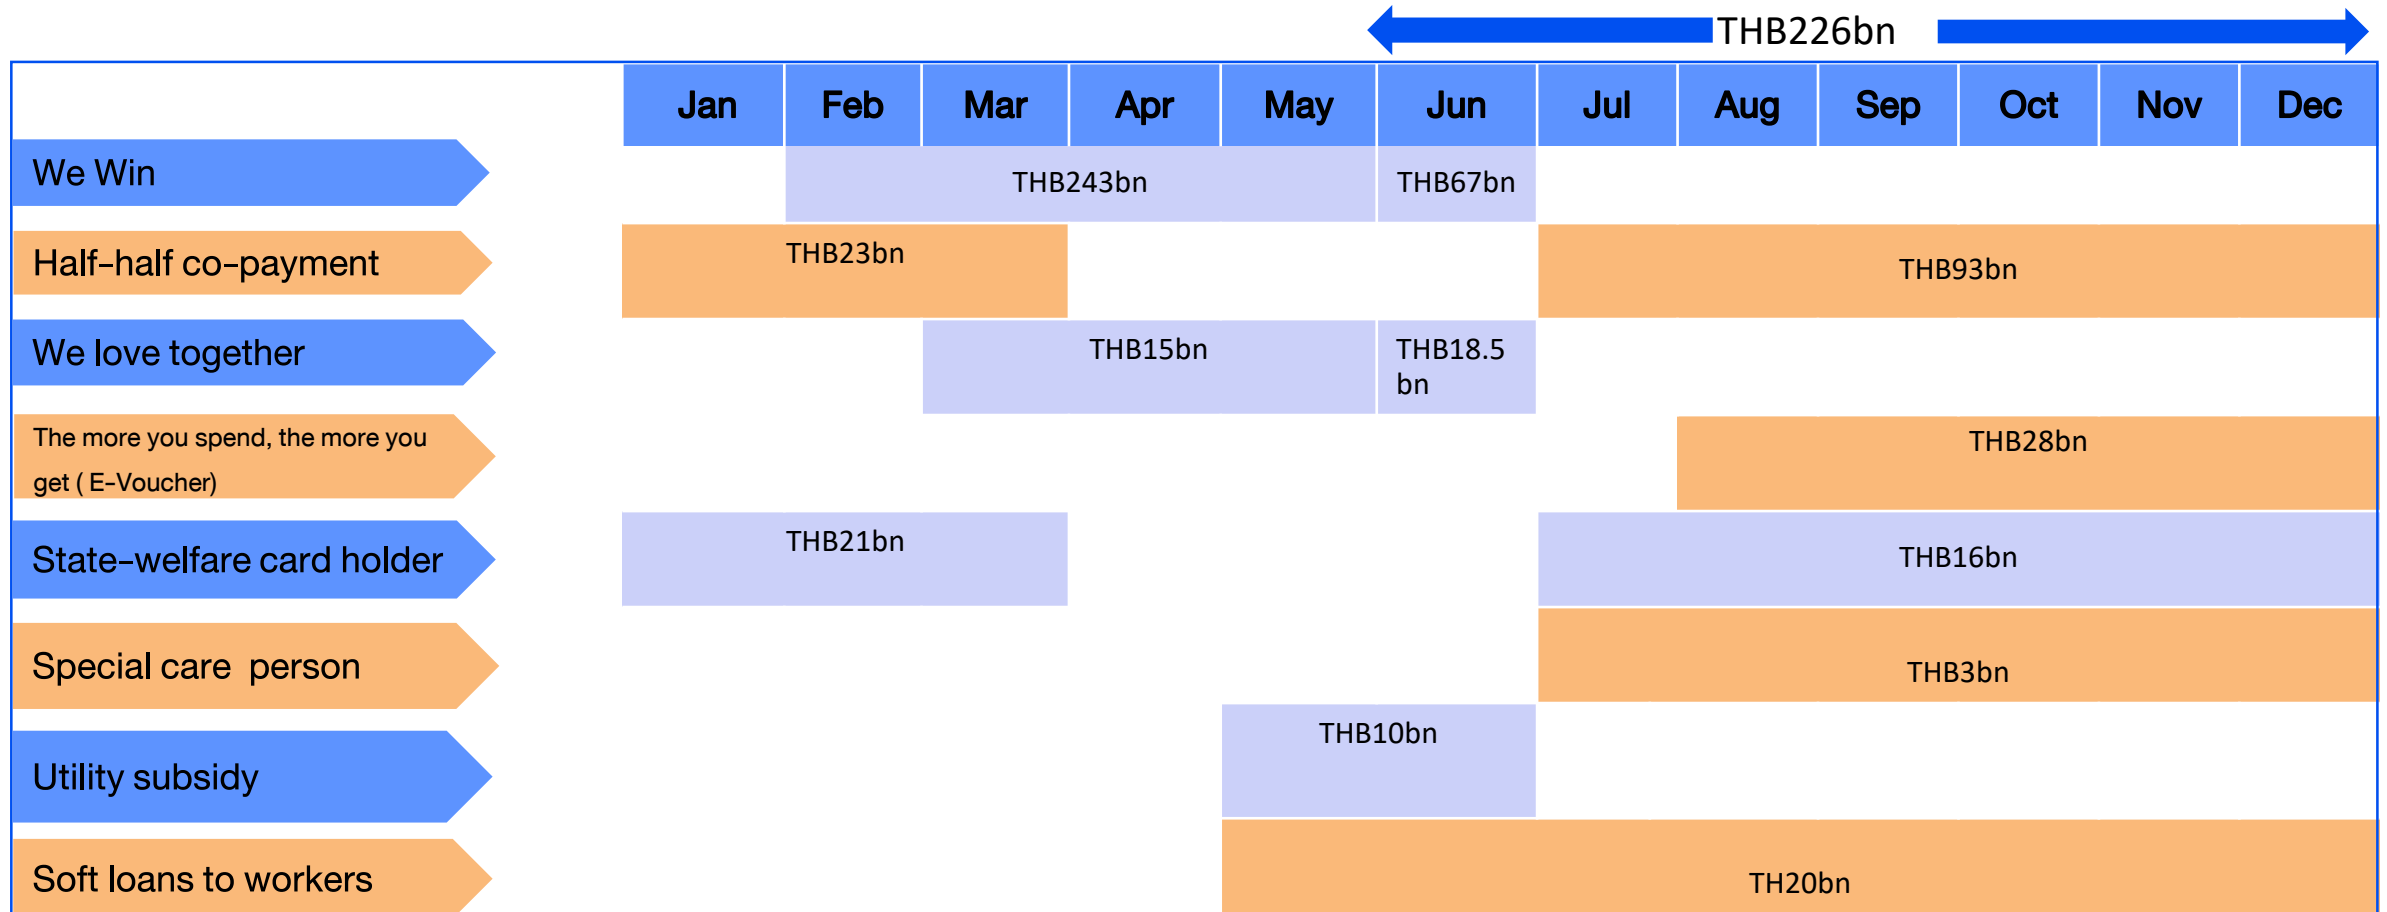 THB226bn
Jan Feb Mar Apr May Jun Jul Aug Sep Oct Nov Dec
We Win
THB243bn
THB67bn
Half-half co-payment
THB23bn
THB93bn
We love together
THB15bn
THB18.5
bn
The more you spend, the more you
get ( E-Voucher)
THB28bn
State-welfare card holder
THB21bn
THB16bn
Special care  person
THB3bn
Utility subsidy
THB10bn
Soft loans to workers
TH20bn